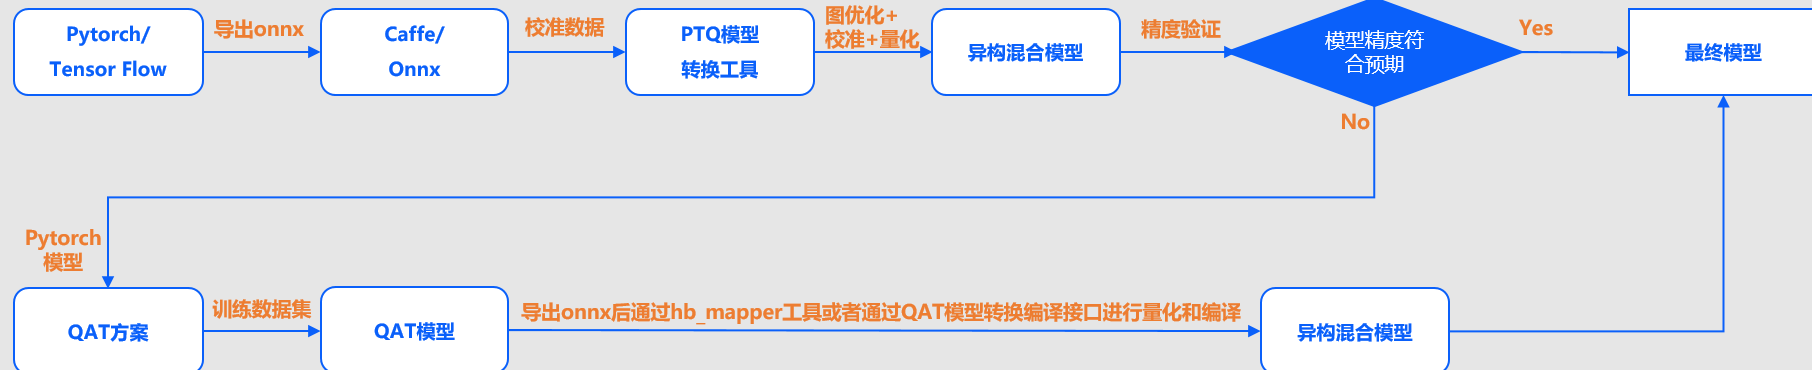 Pytorch/
Tensor Flow
导出onnx
Caffe/
Onnx
校准数据
PTQ模型
转换工具
图优化+
校准+量化
异构混合模型
精度验证
模型精度符
合预期
Yes
最终模型
No
Pytorch
模型
QAT方案
训练数据集
QAT模型
导出onnx后通过hb_mapper工具或者通过QAT模型转换编译接口进行量化和编译
异构混合模型